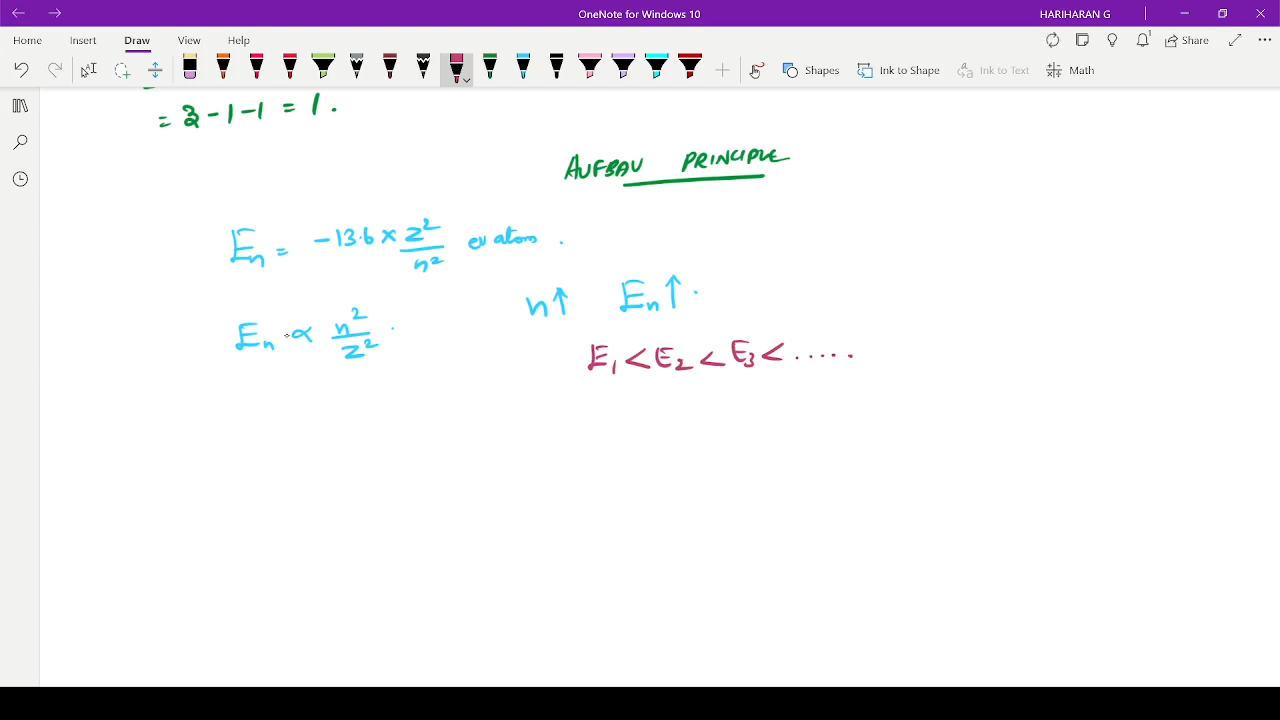 OneNote for Windows 10
HARIHARAN G
Home Insert Draw View Help
Share
Shapes Ink to Shape Ink to Text Math
= 3 - 1 - 1 = 1 .
AUFBAU PRINCIPLE
Eₙ = -13.6 × z²/n² ev atom .
n↑ Eₙ↑ .
Eₙ ∝ n²/z² .
E₁ < E₂ < E₃ < .....